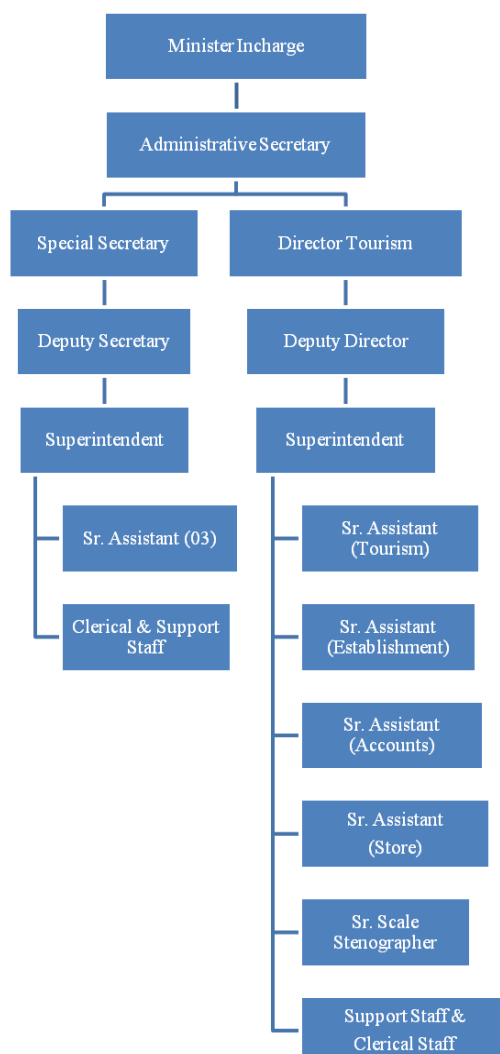 Minister Incharge
Administrative Secretary
Special Secretary
Director Tourism
Deputy Secretary
Deputy Director
Superintendent
Superintendent
Sr. Assistant (03)
Clerical & Support
Staff
Sr. Assistant
(Tourism)
Sr. Assistant
(Establishment)
Sr. Assistant
(Accounts)
Sr. Assistant
(Store)
Sr. Scale
Stenographer
Support Staff &
Clerical Staff